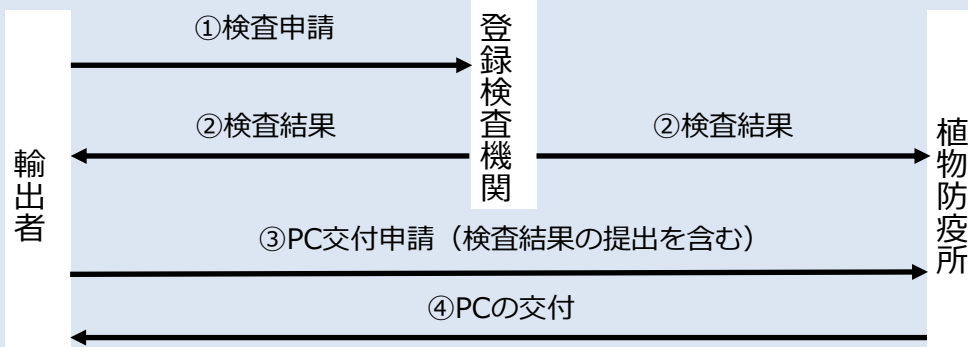 ①検査申請
登録検査機関
②検査結果
②検査結果
輸出者
植物防疫所
③PC交付申請（検査結果の提出を含む）
④PCの交付